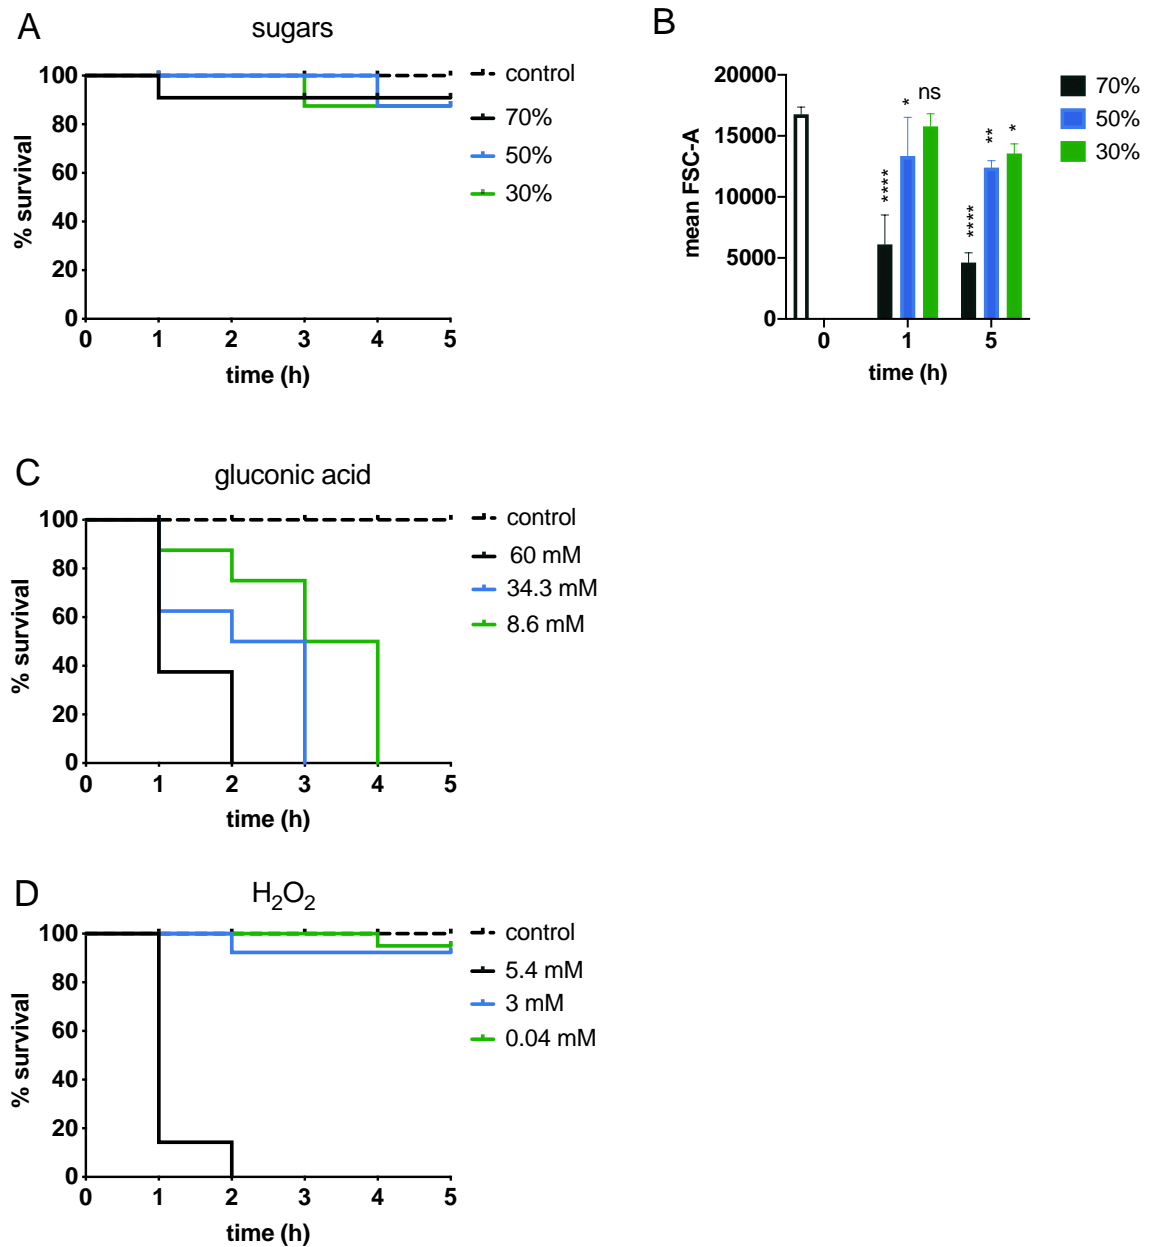 A
sugars
100
80
60
40
20
0
% survival
0 1 2 3 4 5
time (h)
control
70%
50%
30%
B
20000
15000
10000
5000
0
mean FSC-A
****
*
ns
****
**
*
0 1 5
time (h)
70%
50%
30%
C
gluconic acid
100
80
60
40
20
0
% survival
0 1 2 3 4 5
time (h)
control
60 mM
34.3 mM
8.6 mM
D
H₂O₂
100
80
60
40
20
0
% survival
0 1 2 3 4 5
time (h)
control
5.4 mM
3 mM
0.04 mM